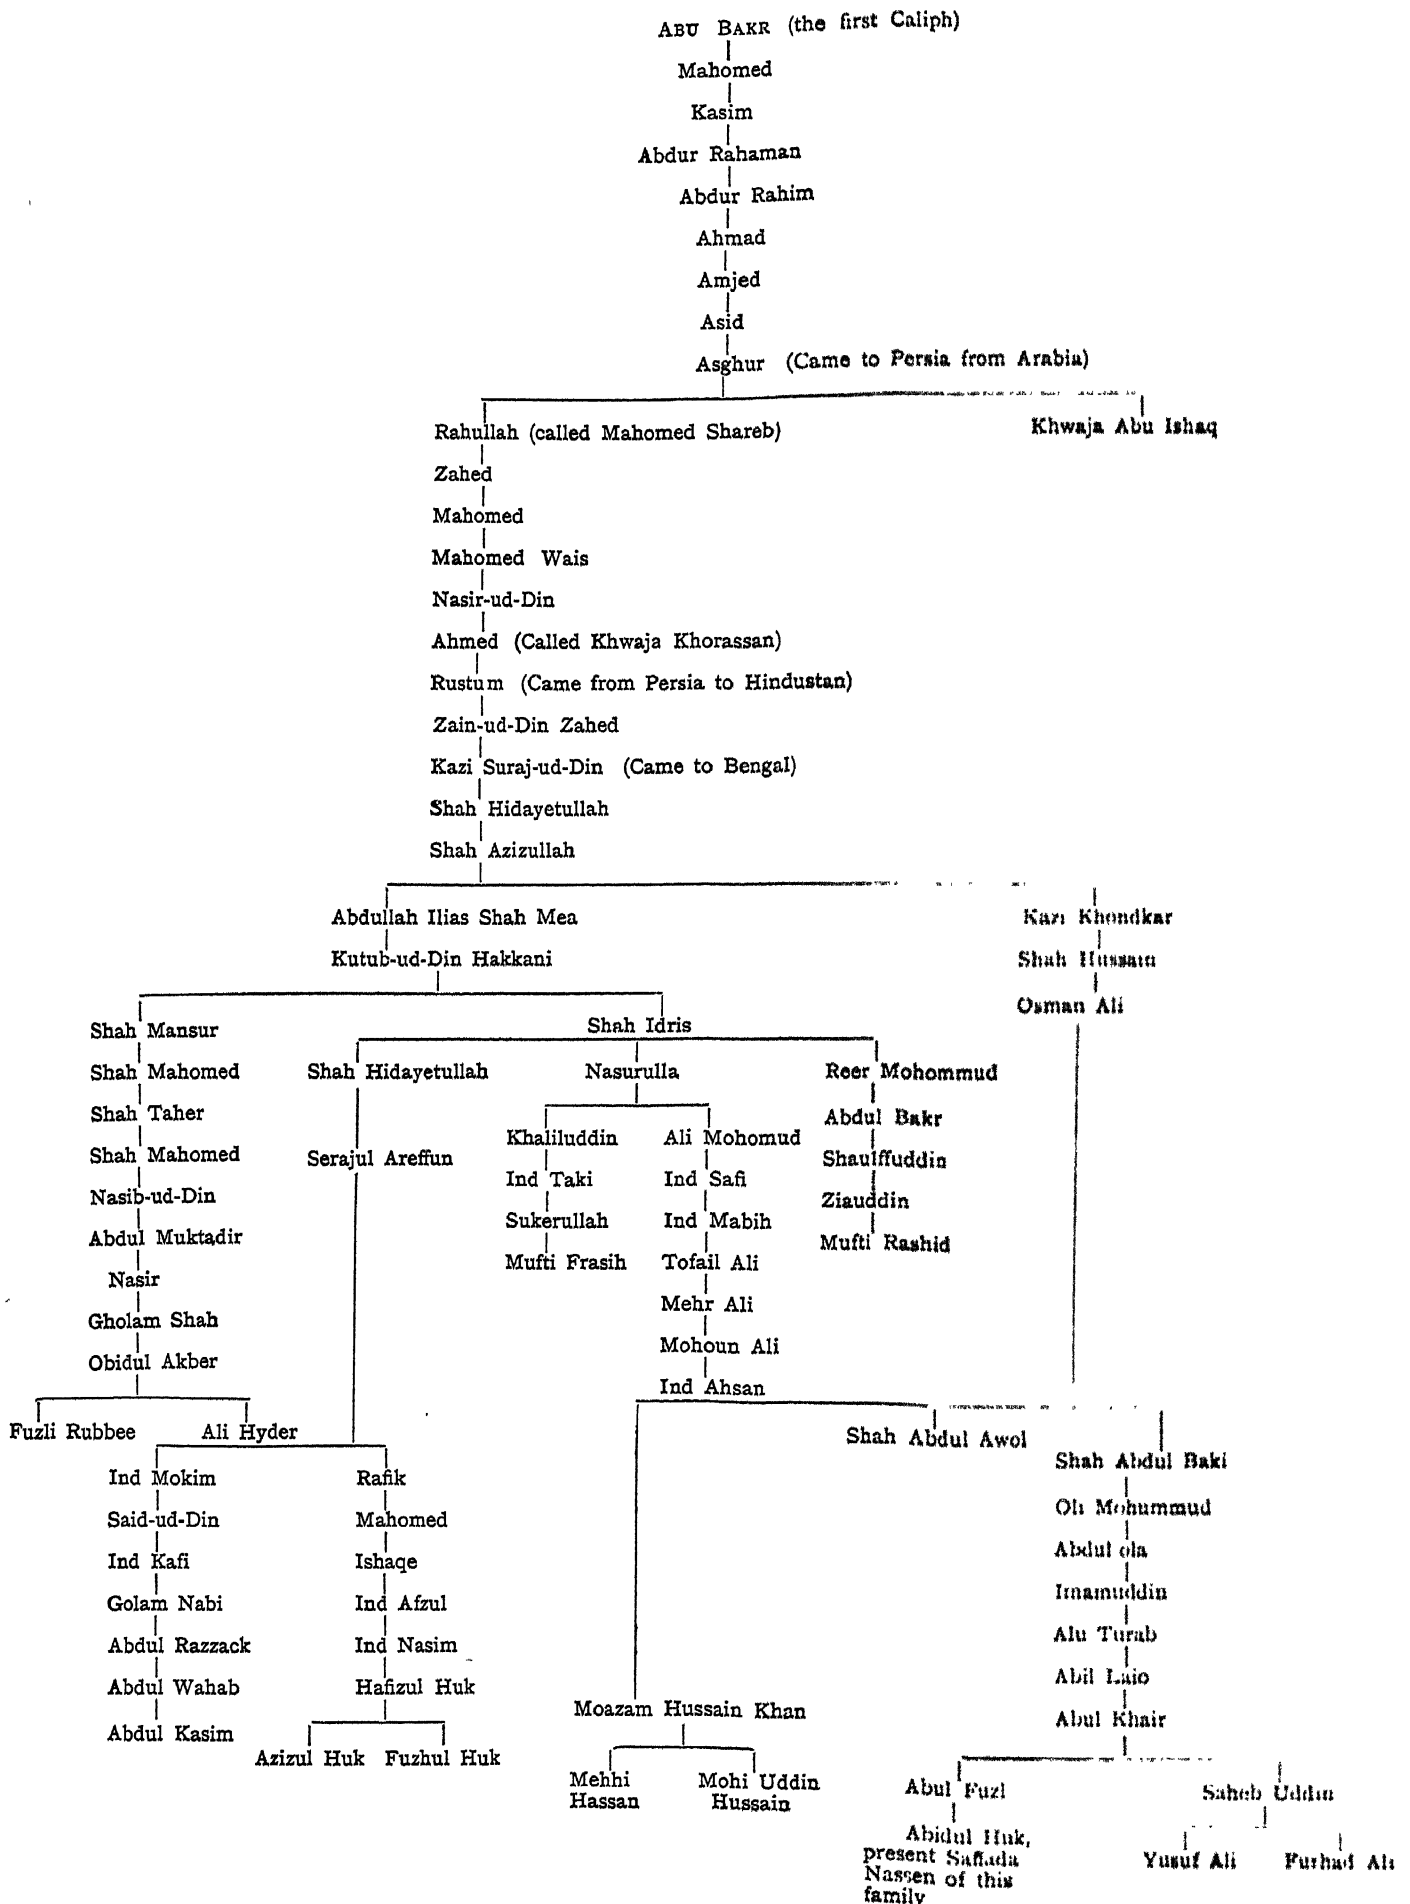 ABU BAKR (the first Caliph)
Mahomed
Kasim
Abdur Rahaman
Abdur Rahim
Ahmad
Amjed
Asid
Asghur (Came to Persia from Arabia)
Rahullah (called Mahomed Shareb)
Khwaja Abu Ishaq
Zahed
Mahomed
Mahomed Wais
Nasir-ud-Din
Ahmed (Called Khwaja Khorassan)
Rustum (Came from Persia to Hindustan)
Zain-ud-Din Zahed
Kazi Suraj-ud-Din (Came to Bengal)
Shah Hidayetullah
Shah Azizullah
Abdullah Ilias Shah Mea
Kutub-ud-Din Hakkani
Kazi Khondkar
Shah Hussain
Osman Ali
Shah Mansur
Shah Mahomed
Shah Taher
Shah Mahomed
Nasib-ud-Din
Abdul Muktadir
Nasir
Gholam Shah
Obidul Akber
Fuzli Rubbee
Ali Hyder
Shah Idris
Shah Hidayetullah
Serajul Areffun
Nasurulla
Khaliluddin
Ind Taki
Sukerullah
Mufti Frasih
Ali Mohomud
Ind Safi
Ind Mabih
Tofail Ali
Mehr Ali
Mohoun Ali
Ind Ahsan
Reer Mohommud
Abdul Bakr
Shaulffuddin
Ziauddin
Mufti Rashid
Ind Mokim
Said-ud-Din
Ind Kafi
Golam Nabi
Abdul Razzack
Abdul Wahab
Abdul Kasim
Rafik
Mahomed
Ishaqe
Ind Afzul
Ind Nasim
Hafizul Huk
Azizul Huk
Fuzhul Huk
Moazam Hussain Khan
Mehhi
Hassan
Mohi Uddin
Hussain
Shah Abdul Awol
Shah Abdul Baki
Oli Mohummud
Abdul ola
Imamuddin
Alu Turab
Abil Laio
Abul Khair
Abul Fuzl
Abidul Huk,
present Saffada
Nassen of this
family
Saheb Uddin
Yusuf Ali
Furhad Ali